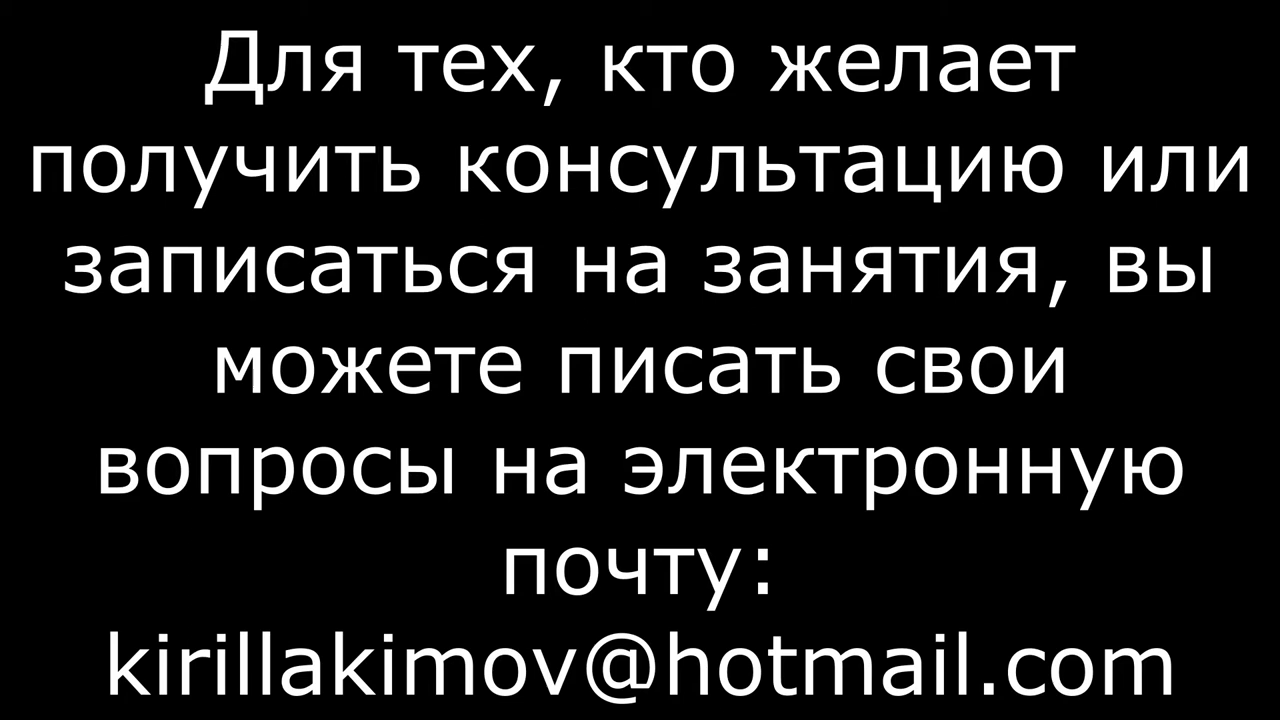 Для тех, кто желает
получить консультацию или
записаться на занятия, вы
можете писать свои
вопросы на электронную
почту:
kirillakimov@hotmail.com